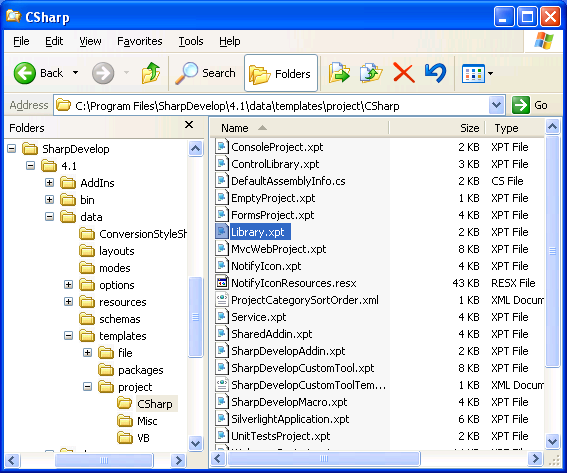 CSharp
File Edit View Favorites Tools Help
Back Search Folders
Address C:\Program Files\SharpDevelop\4.1\data\templates\project\CSharp Go
Folders
SharpDevelop
4.1
AddIns
bin
data
ConversionStyleSh
layouts
modes
options
resources
schemas
templates
file
packages
project
CSharp
Misc
VB
Name Size Type
ConsoleProject.xpt 2 KB XPT File
ControlLibrary.xpt 3 KB XPT File
DefaultAssemblyInfo.cs 2 KB CS File
EmptyProject.xpt 1 KB XPT File
FormsProject.xpt 4 KB XPT File
Library.xpt 2 KB XPT File
MvcWebProject.xpt 8 KB XPT File
NotifyIcon.xpt 4 KB XPT File
NotifyIconResources.resx 43 KB RESX File
ProjectCategorySortOrder.xml 1 KB XML Docum
Service.xpt 4 KB XPT File
SharedAddin.xpt 4 KB XPT File
SharpDevelopAddin.xpt 2 KB XPT File
SharpDevelopCustomTool.xpt 8 KB XPT File
SharpDevelopCustomToolTem... 1 KB XML Docum
SharpDevelopMacro.xpt 4 KB XPT File
SilverlightApplication.xpt 6 KB XPT File
UnitTestsProject.xpt 2 KB XPT File